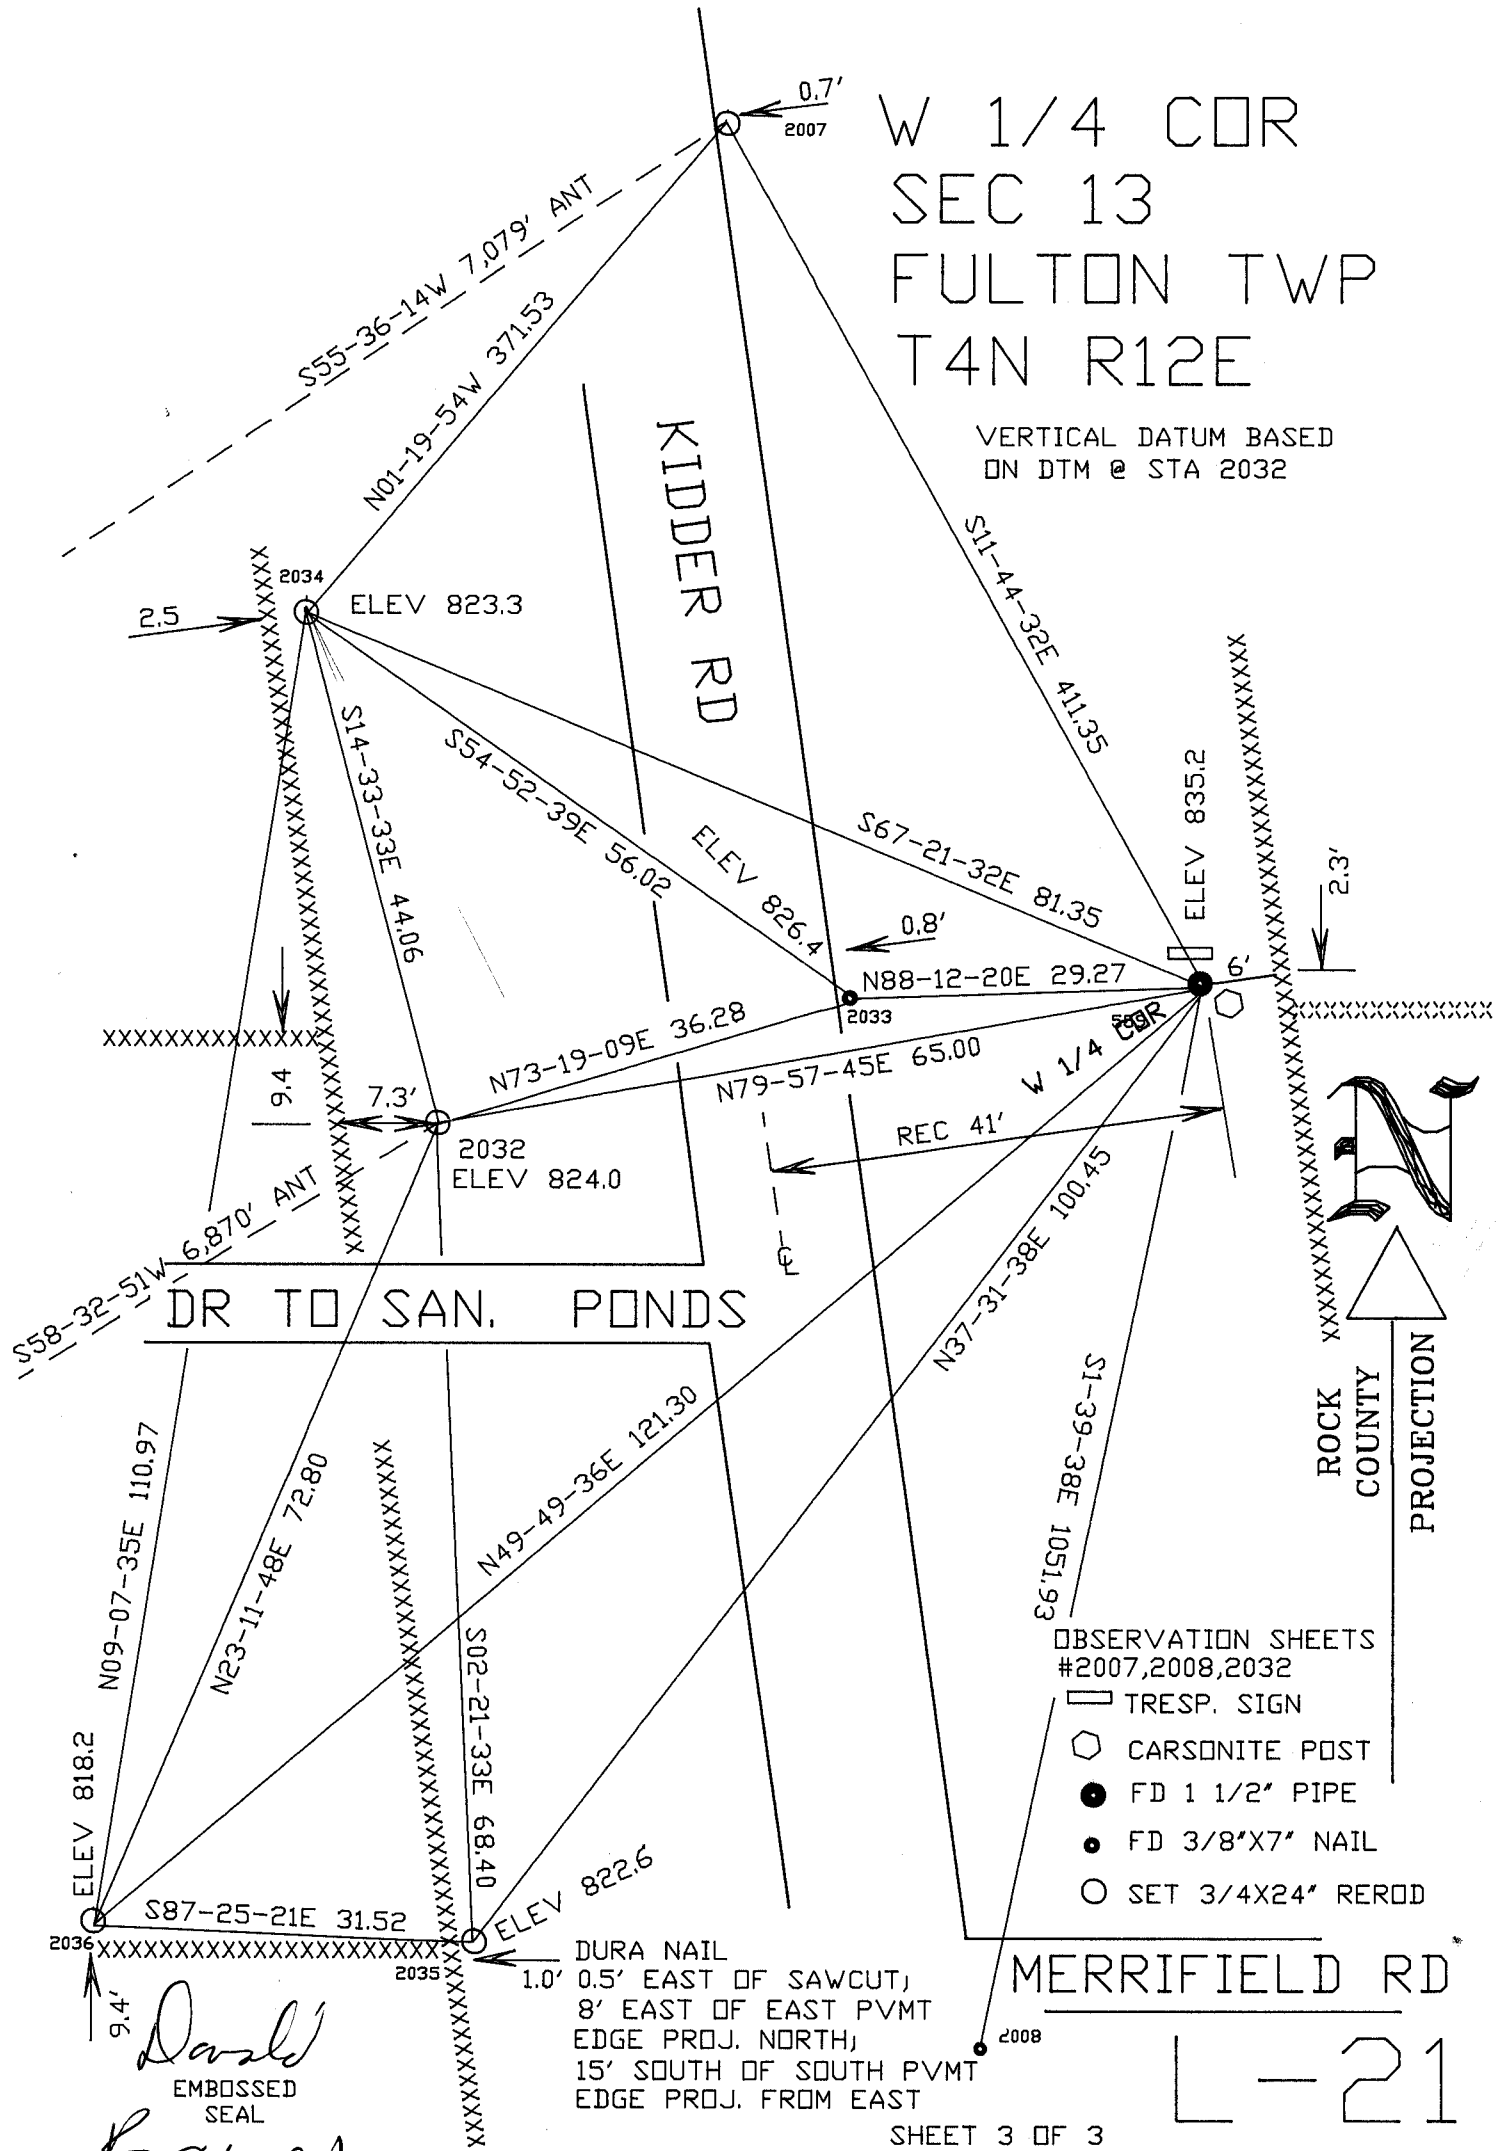 0.7'
2007
W 1/4 COR
SEC 13
FULTON TWP
T4N R12E
VERTICAL DATUM BASED
ON DTM @ STA 2032
S55-36-14W 7,079' ANT
N01-19-54W 371.53
KIDDER RD
S11-44-32E 411.35
2034
ELEV 823.3
2.5
S14-33-33E 44.06
S54-52-39E 56.02
S67-21-32E 81.35
ELEV 826.4
ELEV 835.2
2.3'
0.8'
N88-12-20E 29.27
6'
2033
W 1/4 COR
N73-19-09E 36.28
N79-57-45E 65.00
9.4
7.3'
2032
ELEV 824.0
REC 41'
S58-32-51W 6,870' ANT
N37-31-38E 100.45
DR TO SAN. PONDS
ROCK
COUNTY
PROJECTION
N09-07-35E 110.97
N23-11-48E 72.80
N49-49-36E 121.30
S02-21-33E 68.40
S1-39-38E 1051.93
OBSERVATION SHEETS
#2007,2008,2032
TRESP. SIGN
CARSONITE POST
FD 1 1/2" PIPE
FD 3/8"X7" NAIL
SET 3/4X24" REROD
ELEV 818.2
S87-25-21E 31.52
ELEV 822.6
2036
2035
1.0'
9.4'
DURA NAIL
0.5' EAST OF SAWCUT;
8' EAST OF EAST PVMT
EDGE PROJ. NORTH;
15' SOUTH OF SOUTH PVMT
EDGE PROJ. FROM EAST
MERRIFIELD RD
2008
L-21
Donald
EMBOSSED
SEAL
SHEET 3 OF 3